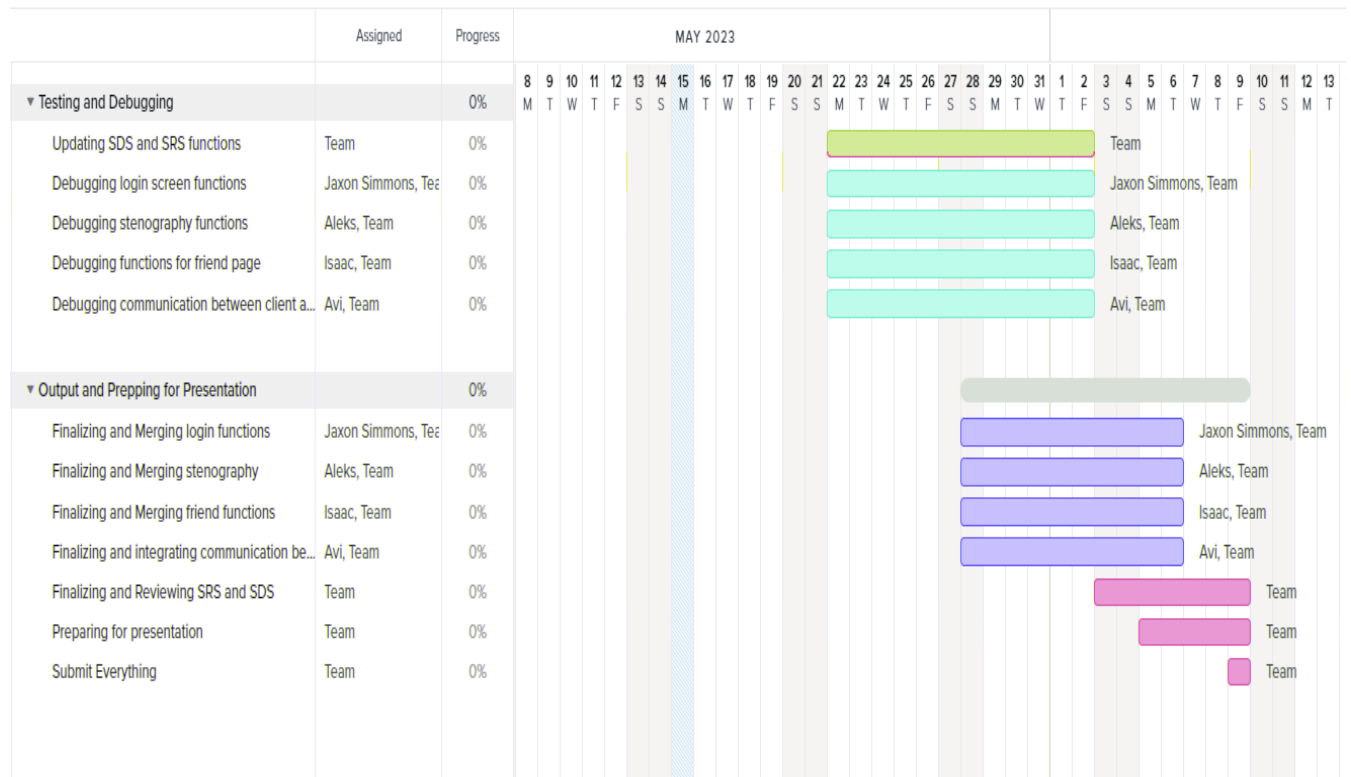 Assigned Progress MAY 2023
8 9 10 11 12 13 14 15 16 17 18 19 20 21 22 23 24 25 26 27 28 29 30 31 1 2 3 4 5 6 7 8 9 10 11 12 13
M T W T F S S M T W T F S S M T W T F S S M T W T F S S M T W T F S S M T
Testing and Debugging 0%
Updating SDS and SRS functions Team 0% Team
Debugging login screen functions Jaxon Simmons, Tea 0% Jaxon Simmons, Team
Debugging stenography functions Aleks, Team 0% Aleks, Team
Debugging functions for friend page Isaac, Team 0% Isaac, Team
Debugging communication between client a... Avi, Team 0% Avi, Team
Output and Prepping for Presentation 0%
Finalizing and Merging login functions Jaxon Simmons, Tea 0% Jaxon Simmons, Team
Finalizing and Merging stenography Aleks, Team 0% Aleks, Team
Finalizing and Merging friend functions Isaac, Team 0% Isaac, Team
Finalizing and integrating communication be... Avi, Team 0% Avi, Team
Finalizing and Reviewing SRS and SDS Team 0% Team
Preparing for presentation Team 0% Team
Submit Everything Team 0% Team